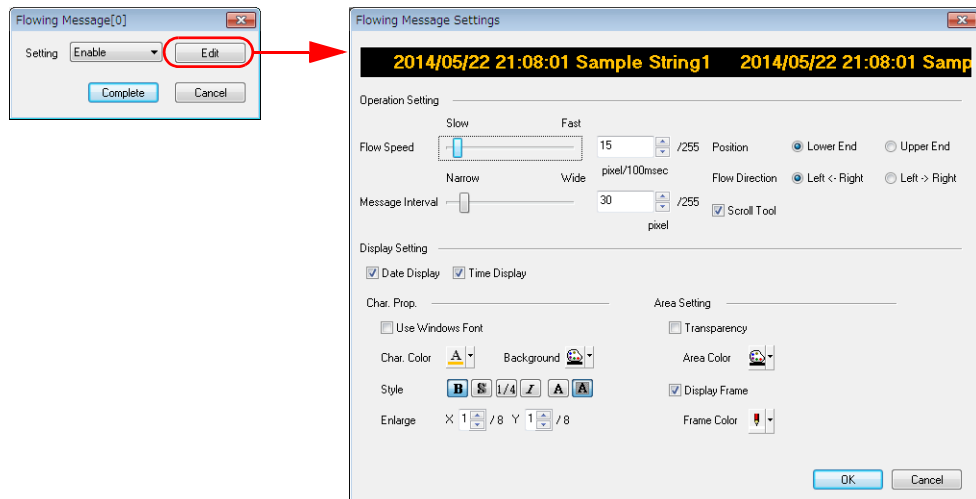 Flowing Message[0]
Setting Enable Edit
Complete Cancel
Flowing Message Settings
2014/05/22 21:08:01 Sample String1 2014/05/22 21:08:01 Samp
Operation Setting
Slow Fast
Flow Speed 15 /255 Position Lower End Upper End
pixel/100msec
Narrow Wide Flow Direction Left <- Right Left -> Right
Message Interval 30 /255 Scroll Tool
pixel
Display Setting
Date Display Time Display
Char. Prop. Area Setting
Use Windows Font Transparency
Char. Color A Background Area Color
Style B S 1/4 I A A Display Frame
Enlarge X 1 / 8 Y 1 / 8 Frame Color
OK Cancel